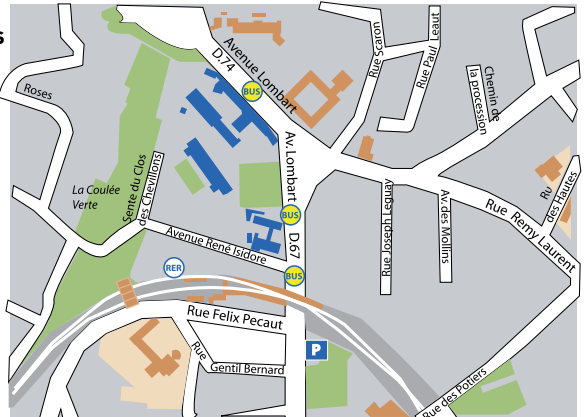 s
Avenue Lombart
D.74
BUS
Rue Scaron
Rue Paul Leaut
Chemin de
la procession
Roses
Av. Lombart
La Coulée
Verte
Sente du Clos
des Chevillons
BUS
D.67
Rue Joseph Leguay
Av. des Mollins
Rue Remy Laurent
Ru
des Hautes
Avenue René Isidore
RER
BUS
Rue Felix Pecaut
P
Rue
Gentil Bernard
Rue des Potiers